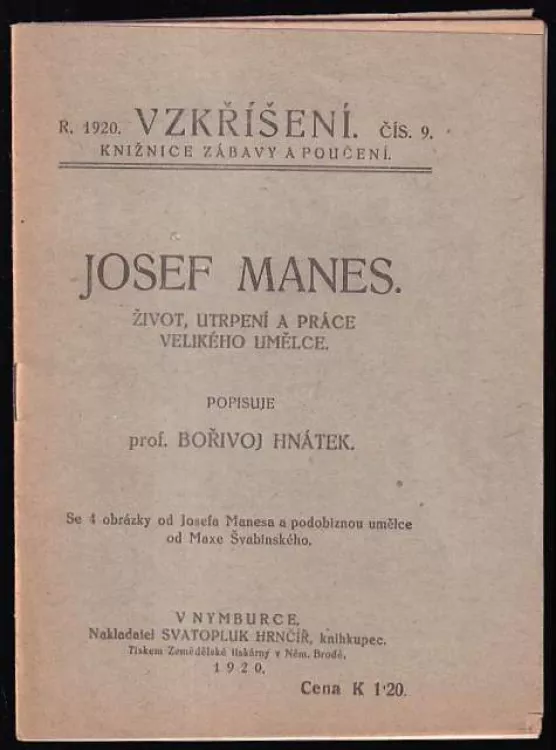 R. 1920. VZKŘÍŠENÍ. ČÍS. 9.
KNIŽNICE ZÁBAVY A POUČENÍ.
JOSEF MANES.
ŽIVOT, UTRPENÍ A PRÁCE
VELIKÉHO UMĚLCE.
POPISUJE
prof. BOŘIVOJ HNÁTEK.
Se 4 obrázky od Josefa Manesa a podobiznou umělce
od Maxe Švabinského.
V NYMBURCE.
Nakladatel SVATOPLUK HRNČÍŘ, knihkupec.
Tiskem Zemědělské tiskárny v Něm. Brodě.
1920.
Cena K 1·20.